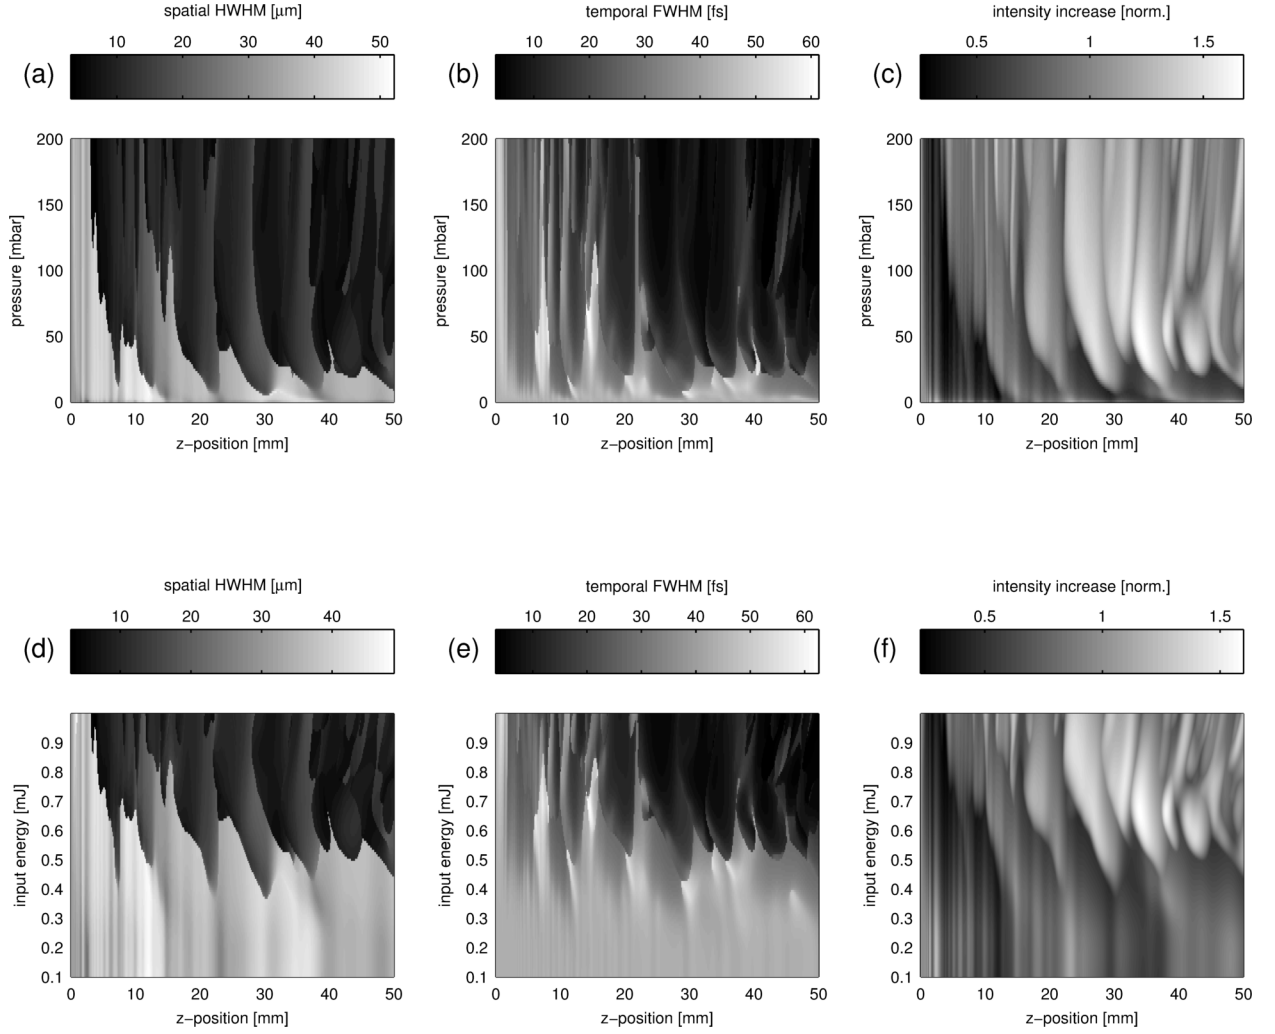 spatial HWHM [μm]
temporal FWHM [fs]
intensity increase [norm.]
10 20 30 40 50
10 20 30 40 50 60
0.5 1 1.5
(a)
(b)
(c)
200
150
100
50
0
pressure [mbar]
0 10 20 30 40 50
z−position [mm]
200
150
100
50
0
pressure [mbar]
0 10 20 30 40 50
z−position [mm]
200
150
100
50
0
pressure [mbar]
0 10 20 30 40 50
z−position [mm]
spatial HWHM [μm]
temporal FWHM [fs]
intensity increase [norm.]
10 20 30 40
10 20 30 40 50 60
0.5 1 1.5
(d)
(e)
(f)
0.9
0.8
0.7
0.6
0.5
0.4
0.3
0.2
0.1
input energy [mJ]
0 10 20 30 40 50
z−position [mm]
0.9
0.8
0.7
0.6
0.5
0.4
0.3
0.2
0.1
input energy [mJ]
0 10 20 30 40 50
z−position [mm]
0.9
0.8
0.7
0.6
0.5
0.4
0.3
0.2
0.1
input energy [mJ]
0 10 20 30 40 50
z−position [mm]